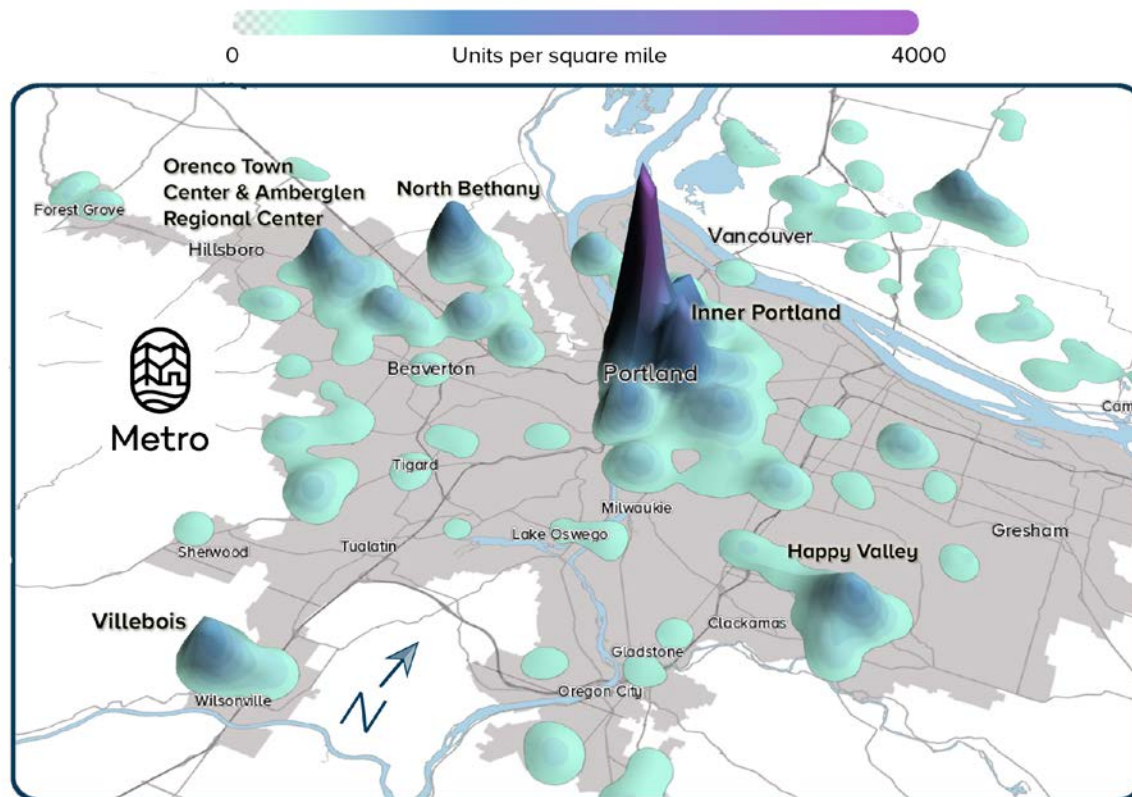 0
Units per square mile
4000
Orenco Town
Center & Amberglen
Regional Center
North Bethany
Forest Grove
Hillsboro
Vancouver
Inner Portland
Beaverton
Portland
Cam
Metro
Tigard
Milwaukie
Lake Oswego
Gresham
Sherwood
Tualatin
Happy Valley
Villebois
Clackamas
Gladstone
N
Wilsonville
Oregon City